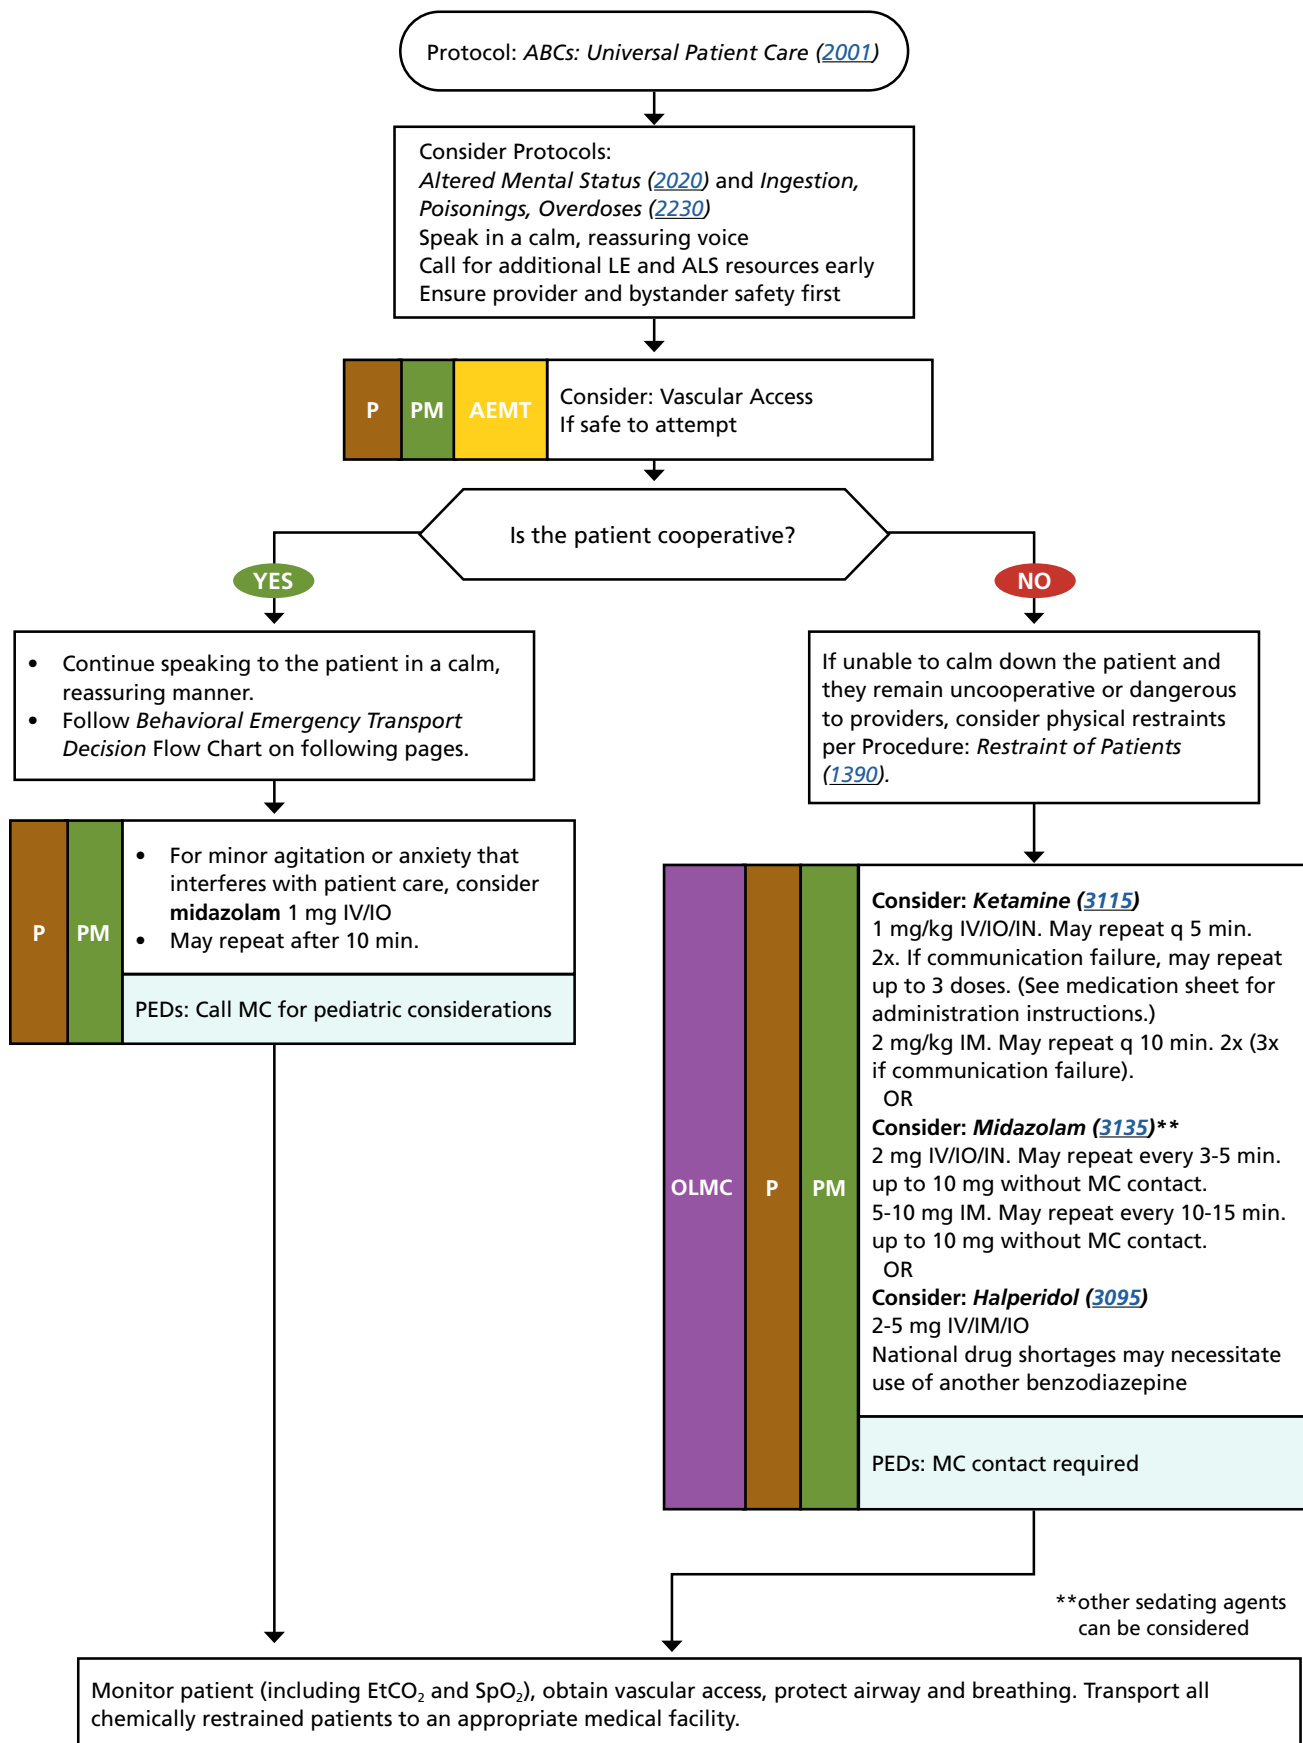 Protocol: ABCs: Universal Patient Care (2001)
Consider Protocols:
Altered Mental Status (2020) and Ingestion,
Poisonings, Overdoses (2230)
Speak in a calm, reassuring voice
Call for additional LE and ALS resources early
Ensure provider and bystander safety first
P PM AEMT
Consider: Vascular Access
If safe to attempt
Is the patient cooperative?
YES
• Continue speaking to the patient in a calm,
reassuring manner.
• Follow Behavioral Emergency Transport
Decision Flow Chart on following pages.
P PM
• For minor agitation or anxiety that
interferes with patient care, consider
midazolam 1 mg IV/IO
• May repeat after 10 min.
PEDs: Call MC for pediatric considerations
NO
If unable to calm down the patient and
they remain uncooperative or dangerous
to providers, consider physical restraints
per Procedure: Restraint of Patients
(1390).
OLMC P PM
Consider: Ketamine (3115)
1 mg/kg IV/IO/IN. May repeat q 5 min.
2x. If communication failure, may repeat
up to 3 doses. (See medication sheet for
administration instructions.)
2 mg/kg IM. May repeat q 10 min. 2x (3x
if communication failure).
OR
Consider: Midazolam (3135)**
2 mg IV/IO/IN. May repeat every 3-5 min.
up to 10 mg without MC contact.
5-10 mg IM. May repeat every 10-15 min.
up to 10 mg without MC contact.
OR
Consider: Halperidol (3095)
2-5 mg IV/IM/IO
National drug shortages may necessitate
use of another benzodiazepine
PEDs: MC contact required
**other sedating agents
can be considered
Monitor patient (including EtCO₂ and SpO₂), obtain vascular access, protect airway and breathing. Transport all
chemically restrained patients to an appropriate medical facility.